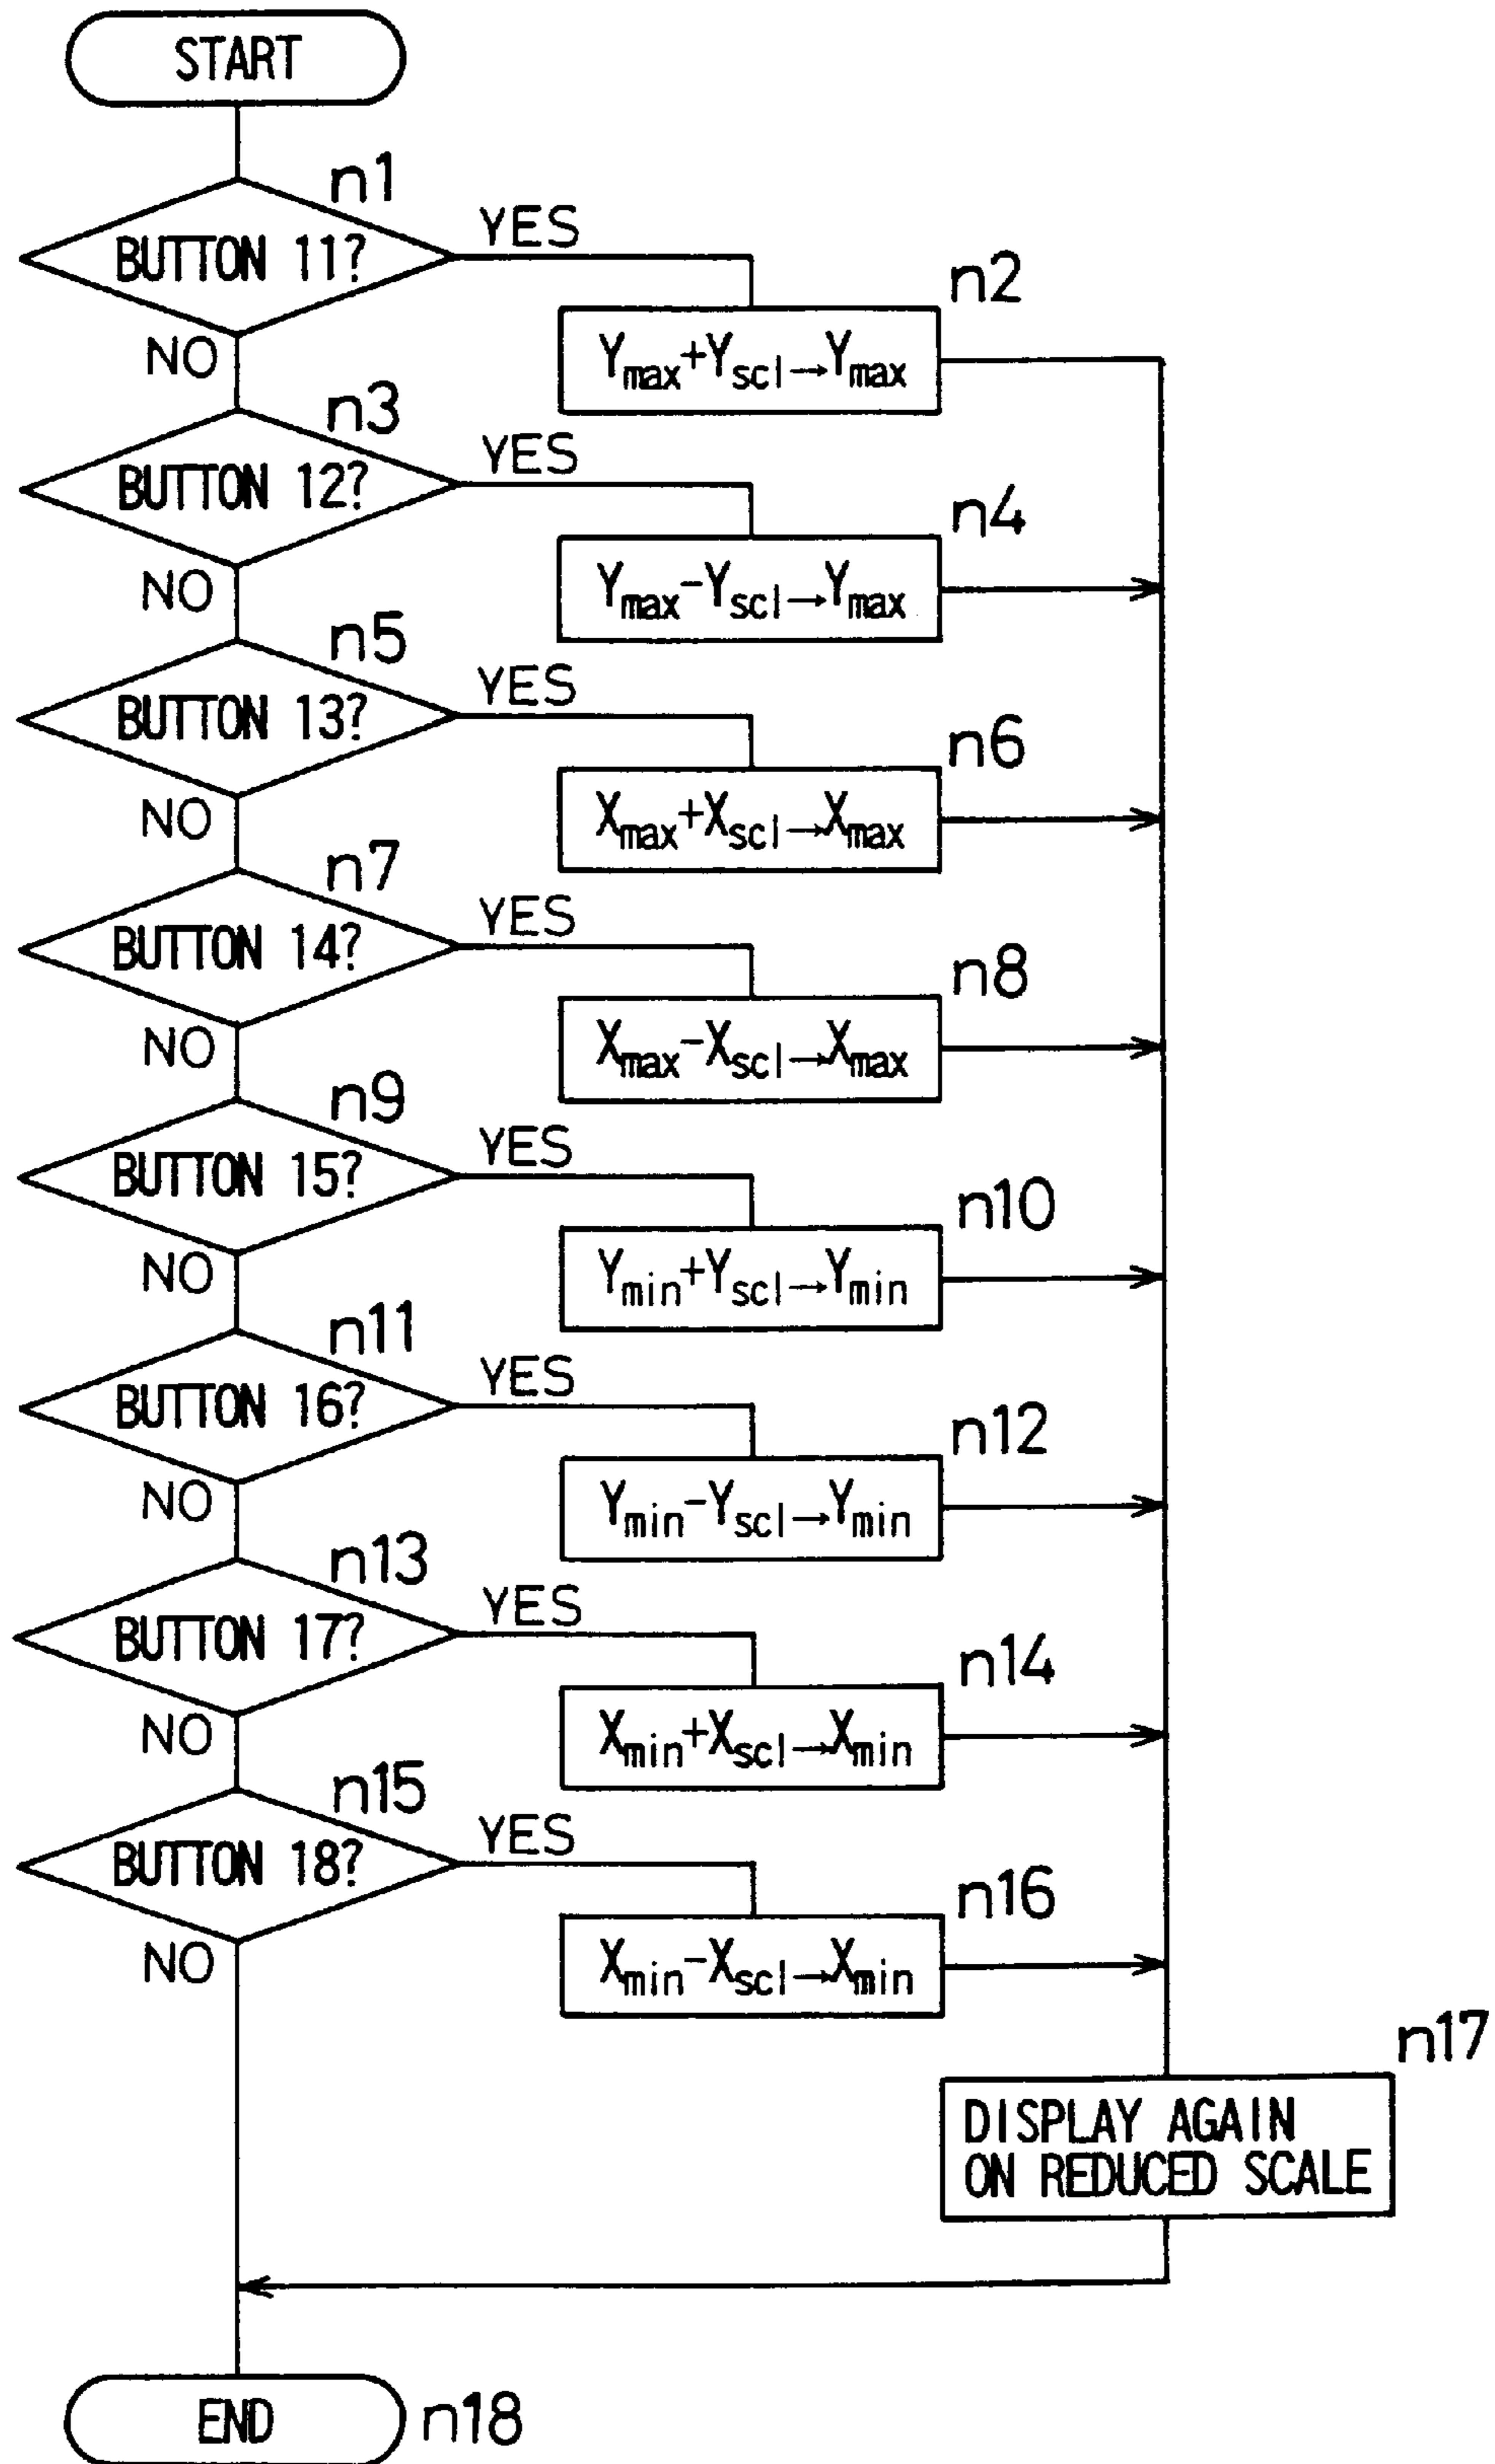 START
n1
BUTTON 11?
YES
NO
n2
Ymax+Yscl→Ymax
n3
BUTTON 12?
YES
NO
n4
Ymax-Yscl→Ymax
n5
BUTTON 13?
YES
NO
n6
Xmax+Xscl→Xmax
n7
BUTTON 14?
YES
NO
n8
Xmax-Xscl→Xmax
n9
BUTTON 15?
YES
NO
n10
Ymin+Yscl→Ymin
n11
BUTTON 16?
YES
NO
n12
Ymin-Yscl→Ymin
n13
BUTTON 17?
YES
NO
n14
Xmin+Xscl→Xmin
n15
BUTTON 18?
YES
NO
n16
Xmin-Xscl→Xmin
n17
DISPLAY AGAIN
ON REDUCED SCALE
END
n18